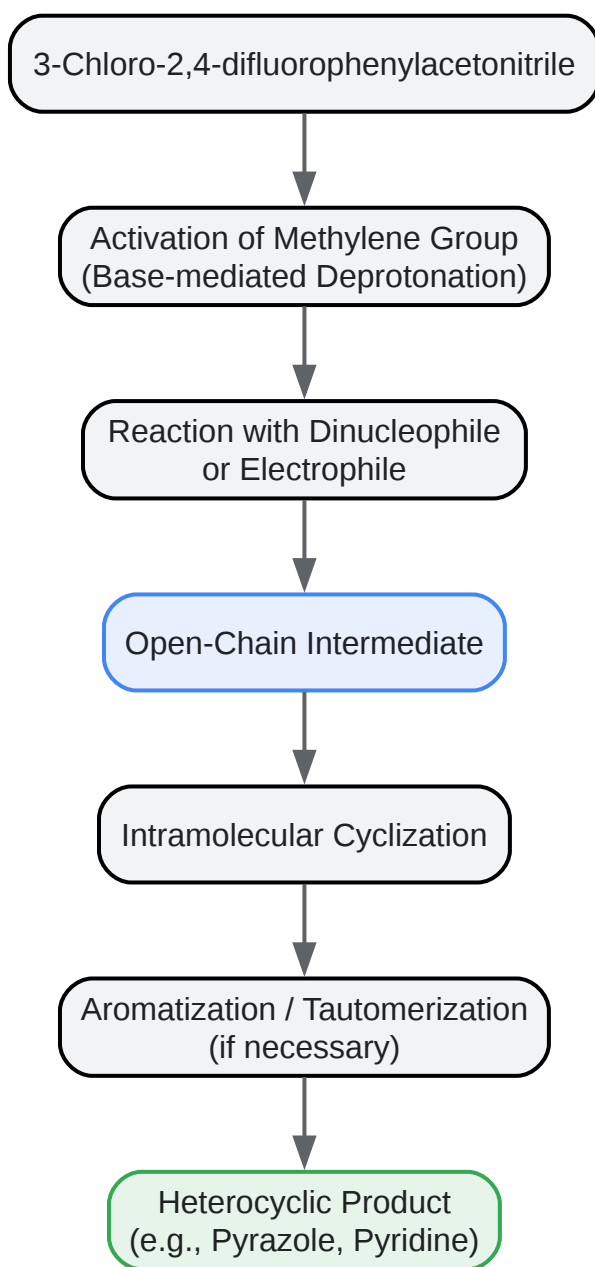 3-Chloro-2,4-difluorophenylacetonitrile
Activation of Methylene Group
(Base-mediated Deprotonation)
Reaction with Dinucleophile
or Electrophile
Open-Chain Intermediate
Intramolecular Cyclization
Aromatization / Tautomerization
(if necessary)
Heterocyclic Product
(e.g., Pyrazole, Pyridine)